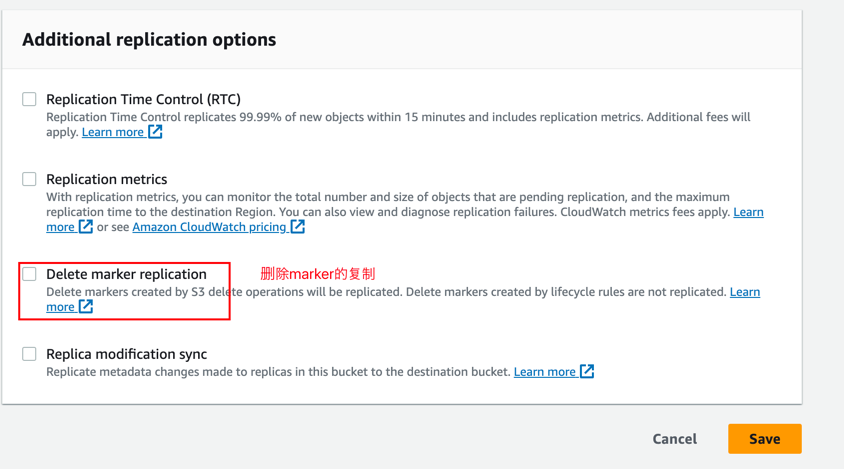 Additional replication options
Replication Time Control (RTC)
Replication Time Control replicates 99.99% of new objects within 15 minutes and includes replication metrics. Additional fees will
apply. Learn more
Replication metrics
With replication metrics, you can monitor the total number and size of objects that are pending replication, and the maximum
replication time to the destination Region. You can also view and diagnose replication failures. CloudWatch metrics fees apply. Learn
more or see Amazon CloudWatch pricing
Delete marker replication 删除marker的复制
Delete markers created by S3 delete operations will be replicated. Delete markers created by lifecycle rules are not replicated. Learn
more
Replica modification sync
Replicate metadata changes made to replicas in this bucket to the destination bucket. Learn more
Cancel Save